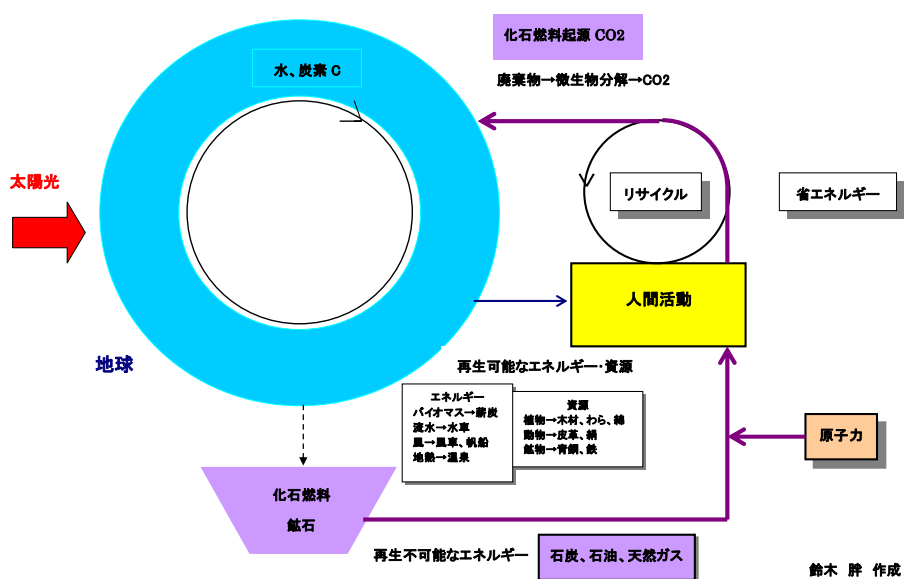 化石燃料起源 CO2
水、炭素 C
廃棄物→微生物分解→CO2
太陽光
リサイクル
省エネルギー
人間活動
地球
再生可能なエネルギー・資源
エネルギー
バイオマス→薪炭
流水→水車
風→風車、帆船
地熱→温泉
資源
植物→木材、わら、綿
動物→皮革、絹
鉱物→青銅、鉄
原子力
化石燃料
鉱石
再生不可能なエネルギー
石炭、石油、天然ガス
鈴木 胖 作成